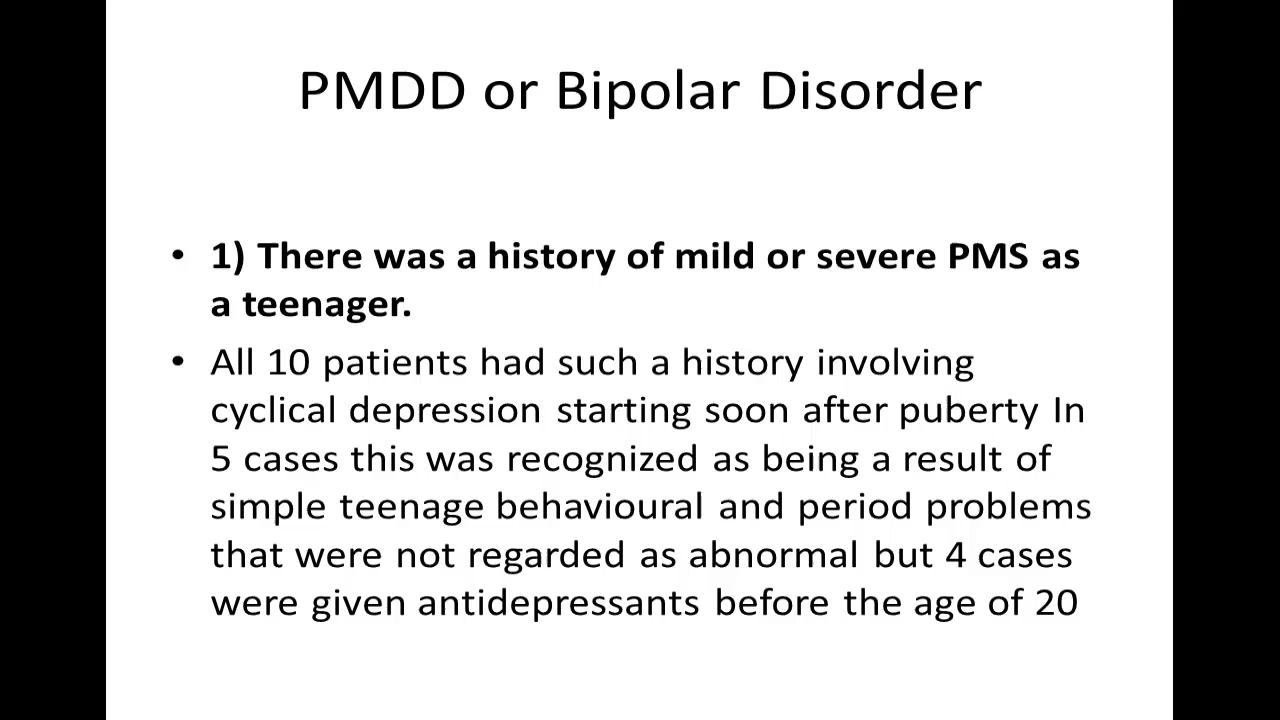 PMDD or Bipolar Disorder
• 1) There was a history of mild or severe PMS as
a teenager.
• All 10 patients had such a history involving
cyclical depression starting soon after puberty In
5 cases this was recognized as being a result of
simple teenage behavioural and period problems
that were not regarded as abnormal but 4 cases
were given antidepressants before the age of 20